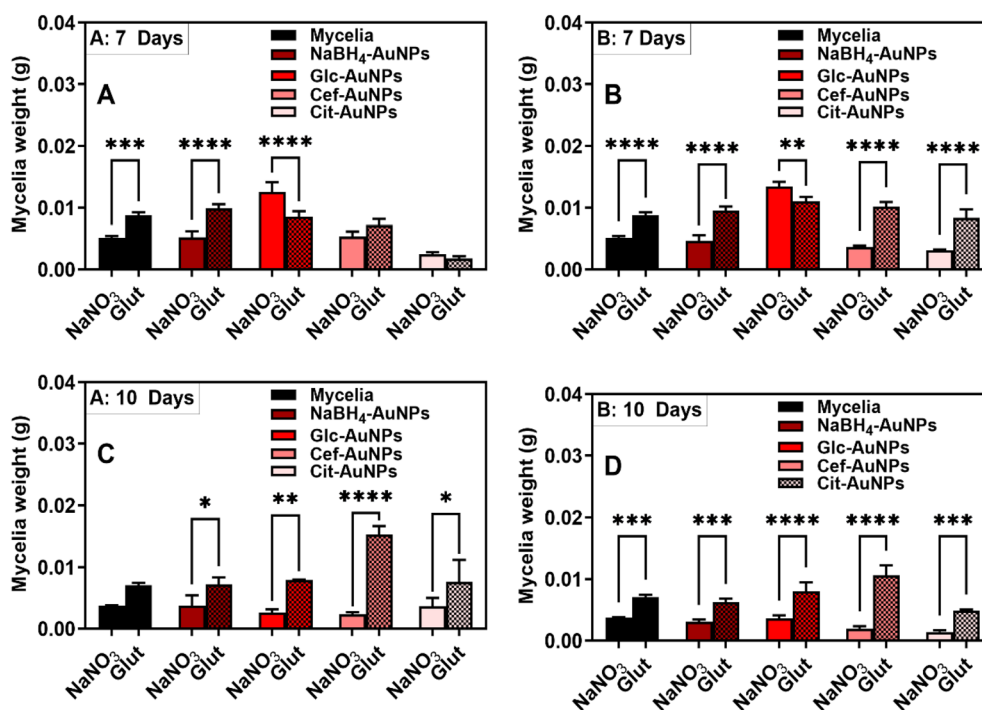 A: 7 Days
A
Mycelia weight (g)
0.04
0.03
0.02
0.01
0.00
Mycelia
NaBH₄-AuNPs
Glc-AuNPs
Cef-AuNPs
Cit-AuNPs
*** **** ****
NaNO₃ Glut NaNO₃ Glut NaNO₃ Glut NaNO₃ Glut NaNO₃ Glut
B: 7 Days
B
Mycelia weight (g)
0.04
0.03
0.02
0.01
0.00
Mycelia
NaBH₄-AuNPs
Glc-AuNPs
Cef-AuNPs
Cit-AuNPs
**** **** ** **** ****
NaNO₃ Glut NaNO₃ Glut NaNO₃ Glut NaNO₃ Glut NaNO₃ Glut
A: 10 Days
C
Mycelia weight (g)
0.04
0.03
0.02
0.01
0.00
Mycelia
NaBH₄-AuNPs
Glc-AuNPs
Cef-AuNPs
Cit-AuNPs
* ** **** *
NaNO₃ Glut NaNO₃ Glut NaNO₃ Glut NaNO₃ Glut NaNO₃ Glut
B: 10 Days
D
Mycelia weight (g)
0.04
0.03
0.02
0.01
0.00
Mycelia
NaBH₄-AuNPs
Glc-AuNPs
Cef-AuNPs
Cit-AuNPs
*** *** **** **** ***
NaNO₃ Glut NaNO₃ Glut NaNO₃ Glut NaNO₃ Glut NaNO₃ Glut